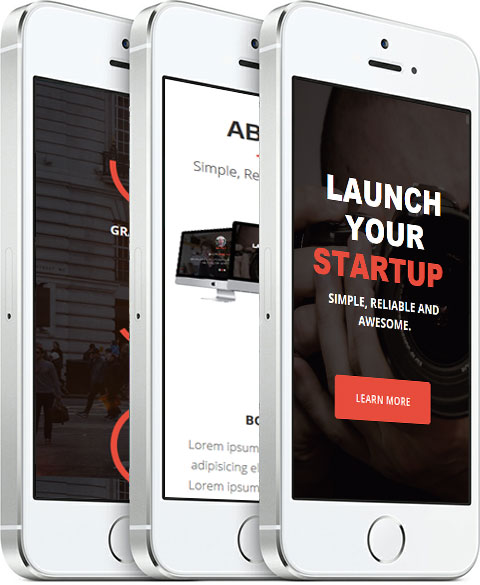 GRA
AB
Simple, Re
BO
Lorem ipsum
adipisicing el
Lorem ipsum
LAUNCH
YOUR
STARTUP
SIMPLE, RELIABLE AND
AWESOME.
LEARN MORE